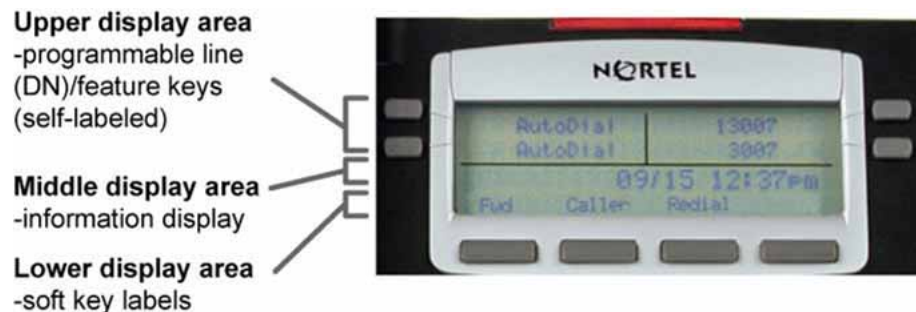 Upper display area
-programmable line
(DN)/feature keys
(self-labeled)
Middle display area
-information display
Lower display area
-soft key labels
NORTEL
AutoDial 13007
AutoDial 3007
09/15 12:37pm
Fwd Caller Redial